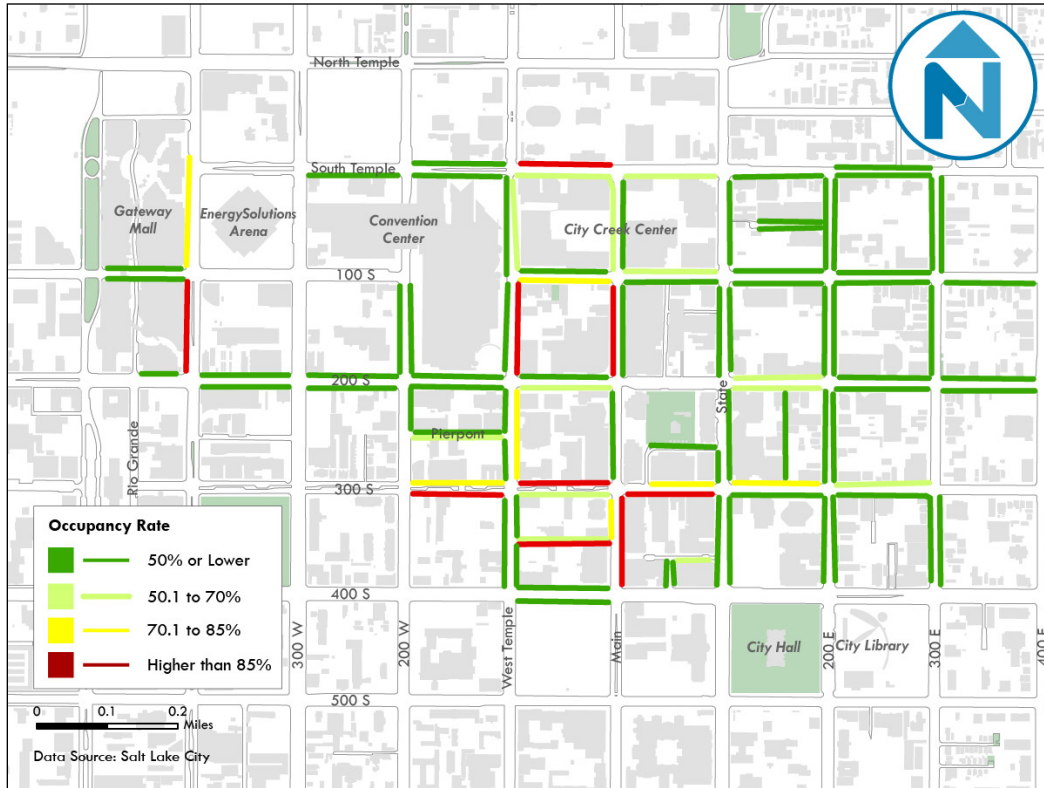 N
North Temple
South Temple
Gateway
Mall
EnergySolutions
Arena
Convention
Center
City Creek Center
100 S
200 S
State
Pierpont
Rio Grande
300 S
Occupancy Rate
50% or Lower
50.1 to 70%
70.1 to 85%
Higher than 85%
400 S
300 W
200 W
West Temple
Main
City Hall
200 E
City Library
300 E
400 E
500 S
0
0.1
0.2
Miles
Data Source: Salt Lake City